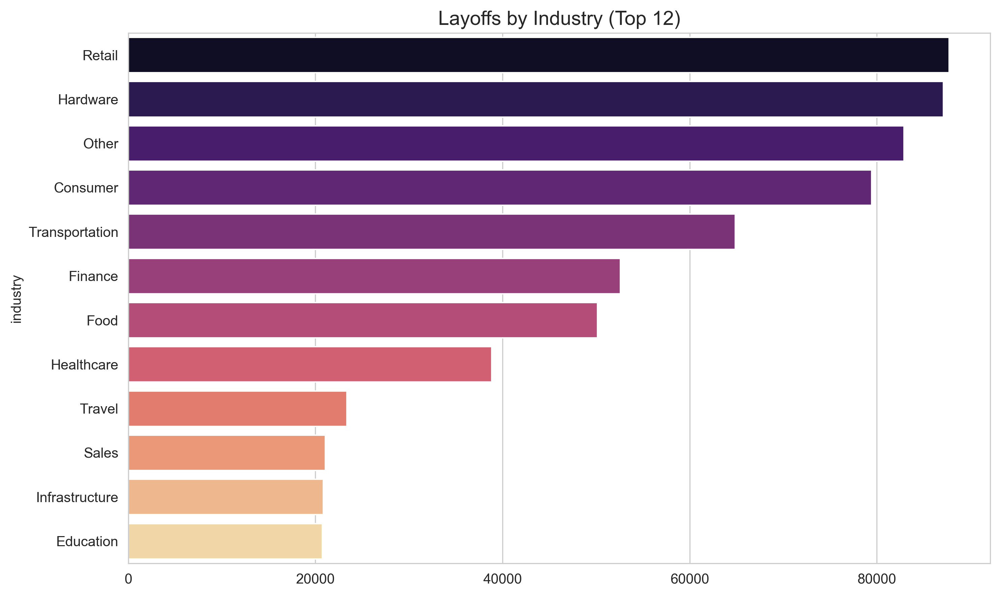 Layoffs by Industry (Top 12)
Retail
Hardware
Other
Consumer
Transportation
Finance
Food
Healthcare
Travel
Sales
Infrastructure
Education
industry
0 20000 40000 60000 80000